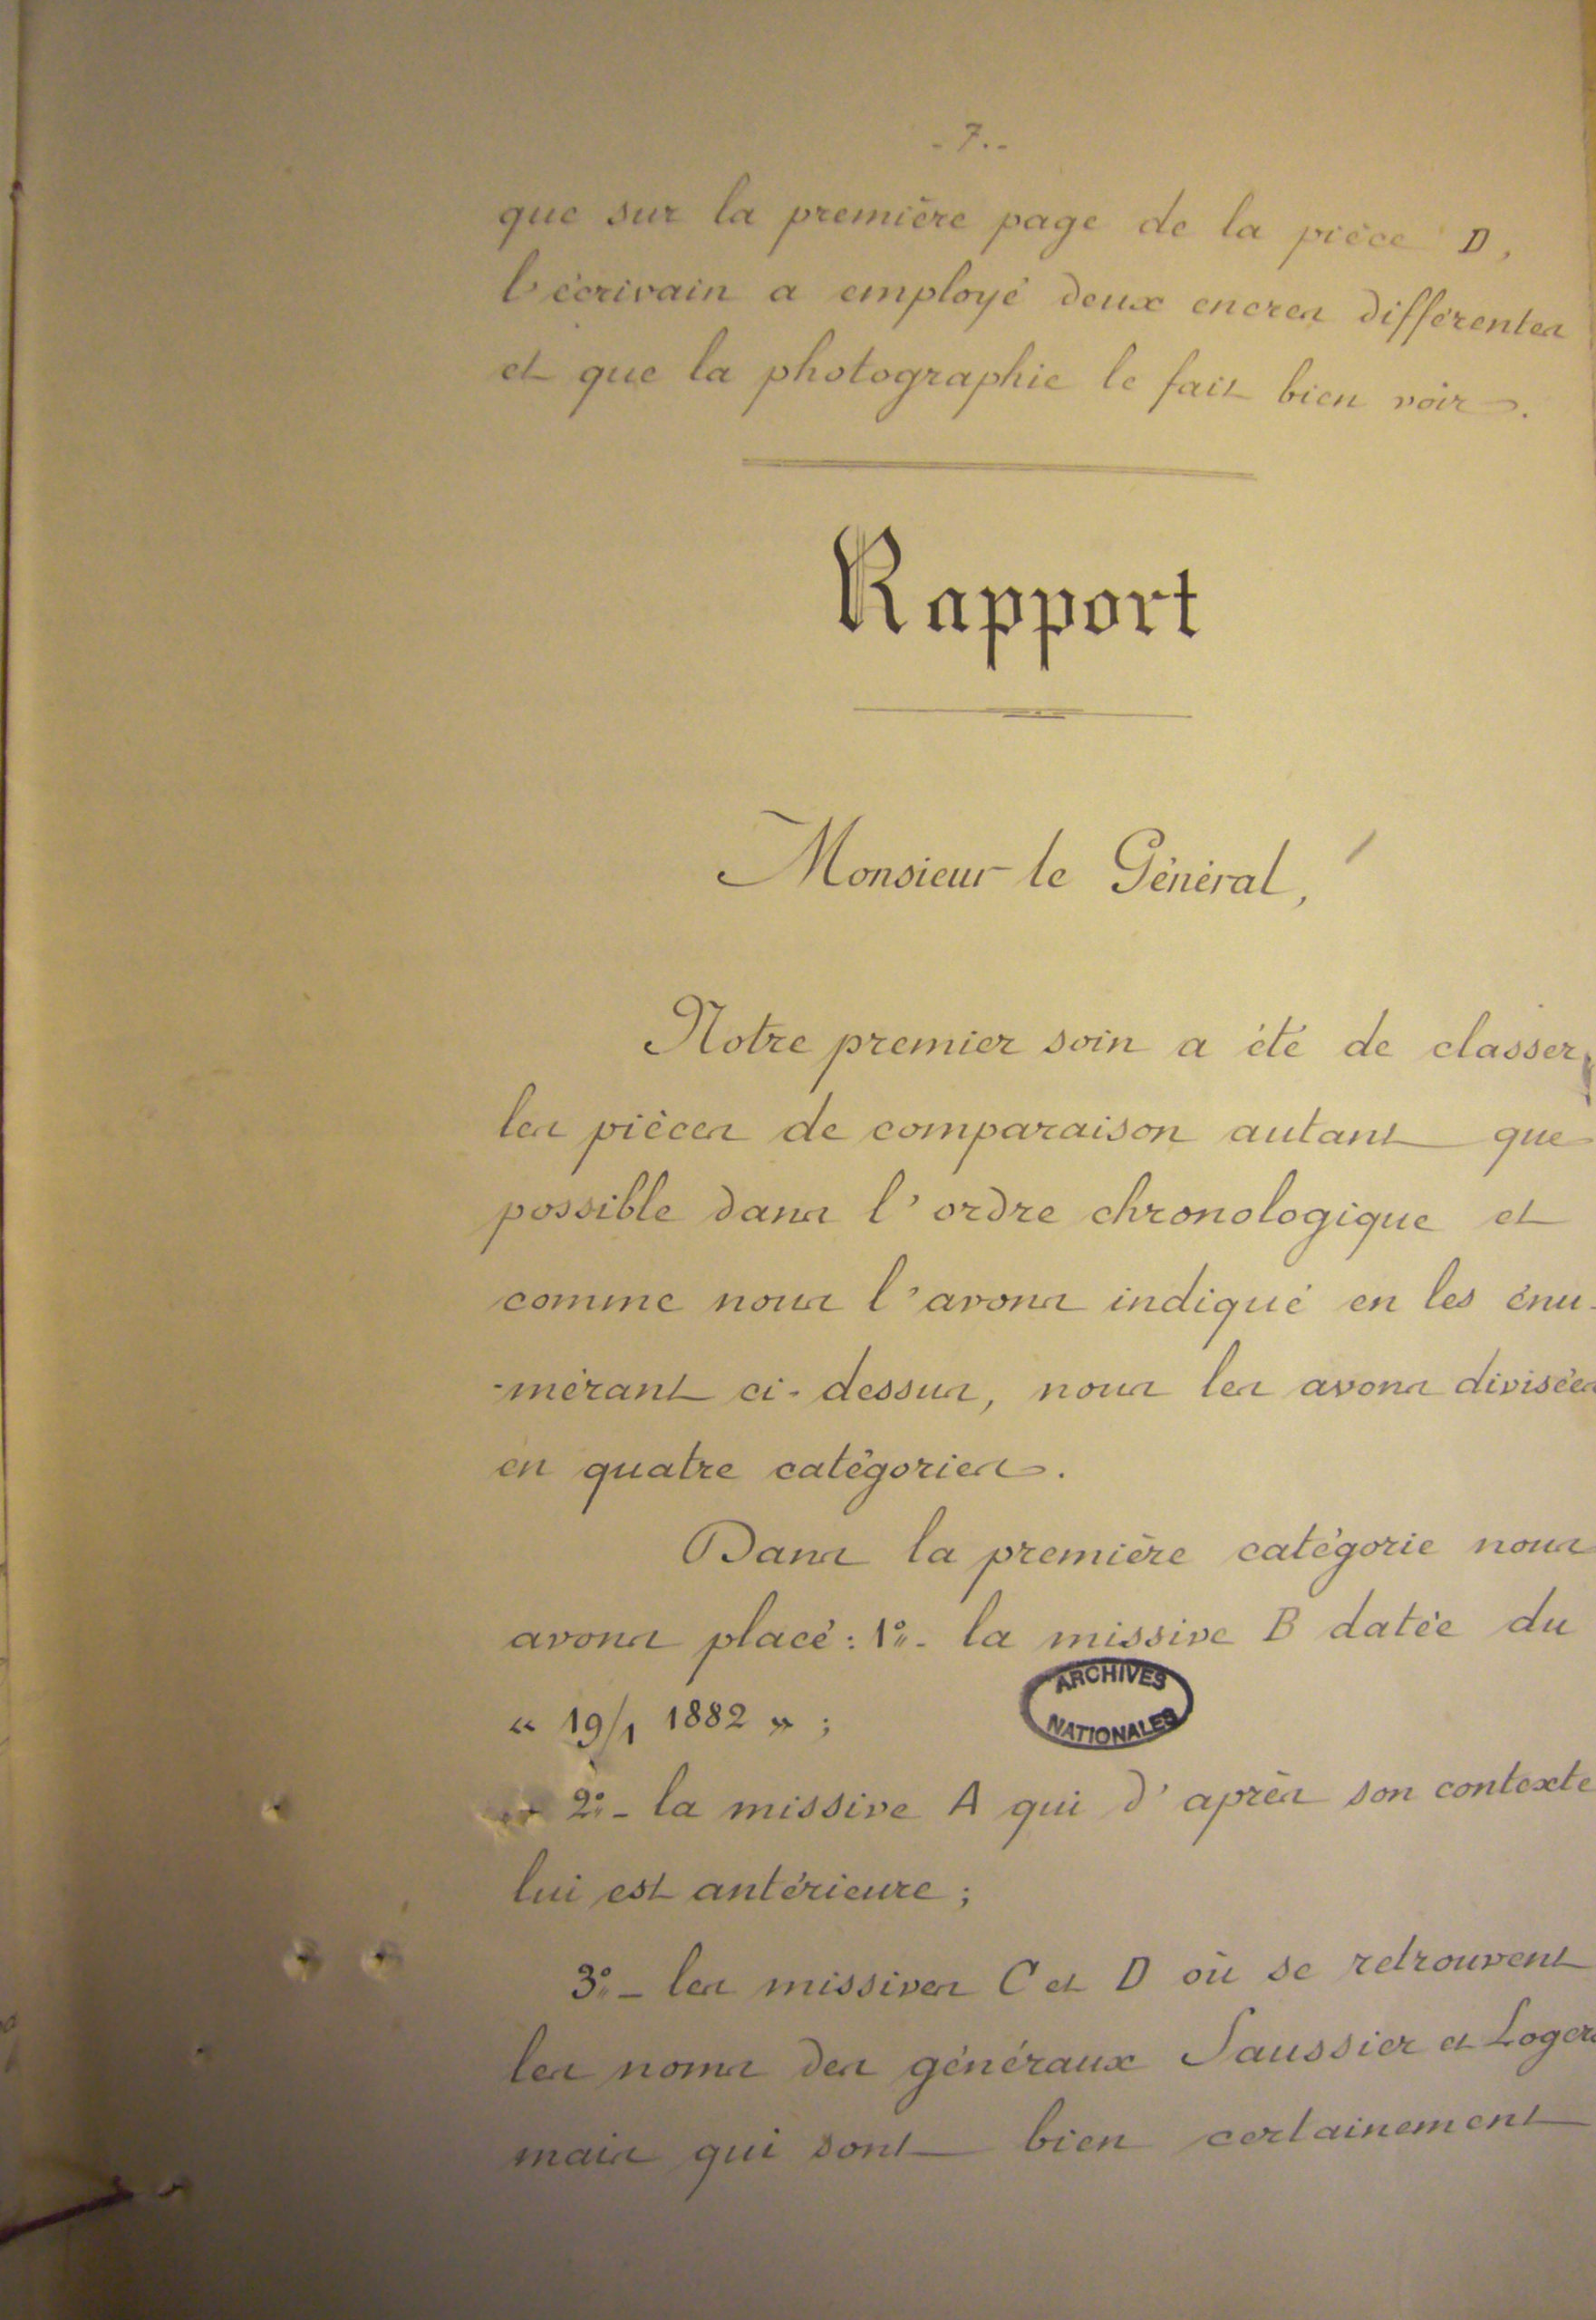 - 7. -
que sur la première page de la pièce D,
l'écrivain a employé deux encres différentes
et que la photographie le fait bien voir.
Rapport
Monsieur le Général,
Notre premier soin a été de classer
les pièces de comparaison autant que
possible dans l'ordre chronologique et
comme nous l'avons indiqué en les énu-
-mérant ci-dessus, nous les avons divisées
en quatre catégories.
Dans la première catégorie nous
avons placé : 1°- la missive B datée du
« 19/1 1882 » ;
ARCHIVES
NATIONALES
2°- la missive A qui d'après son contexte
lui est antérieure ;
3°- les missives C et D où se retrouvent
les noms des généraux Saussier et
mais qui sont bien certainement